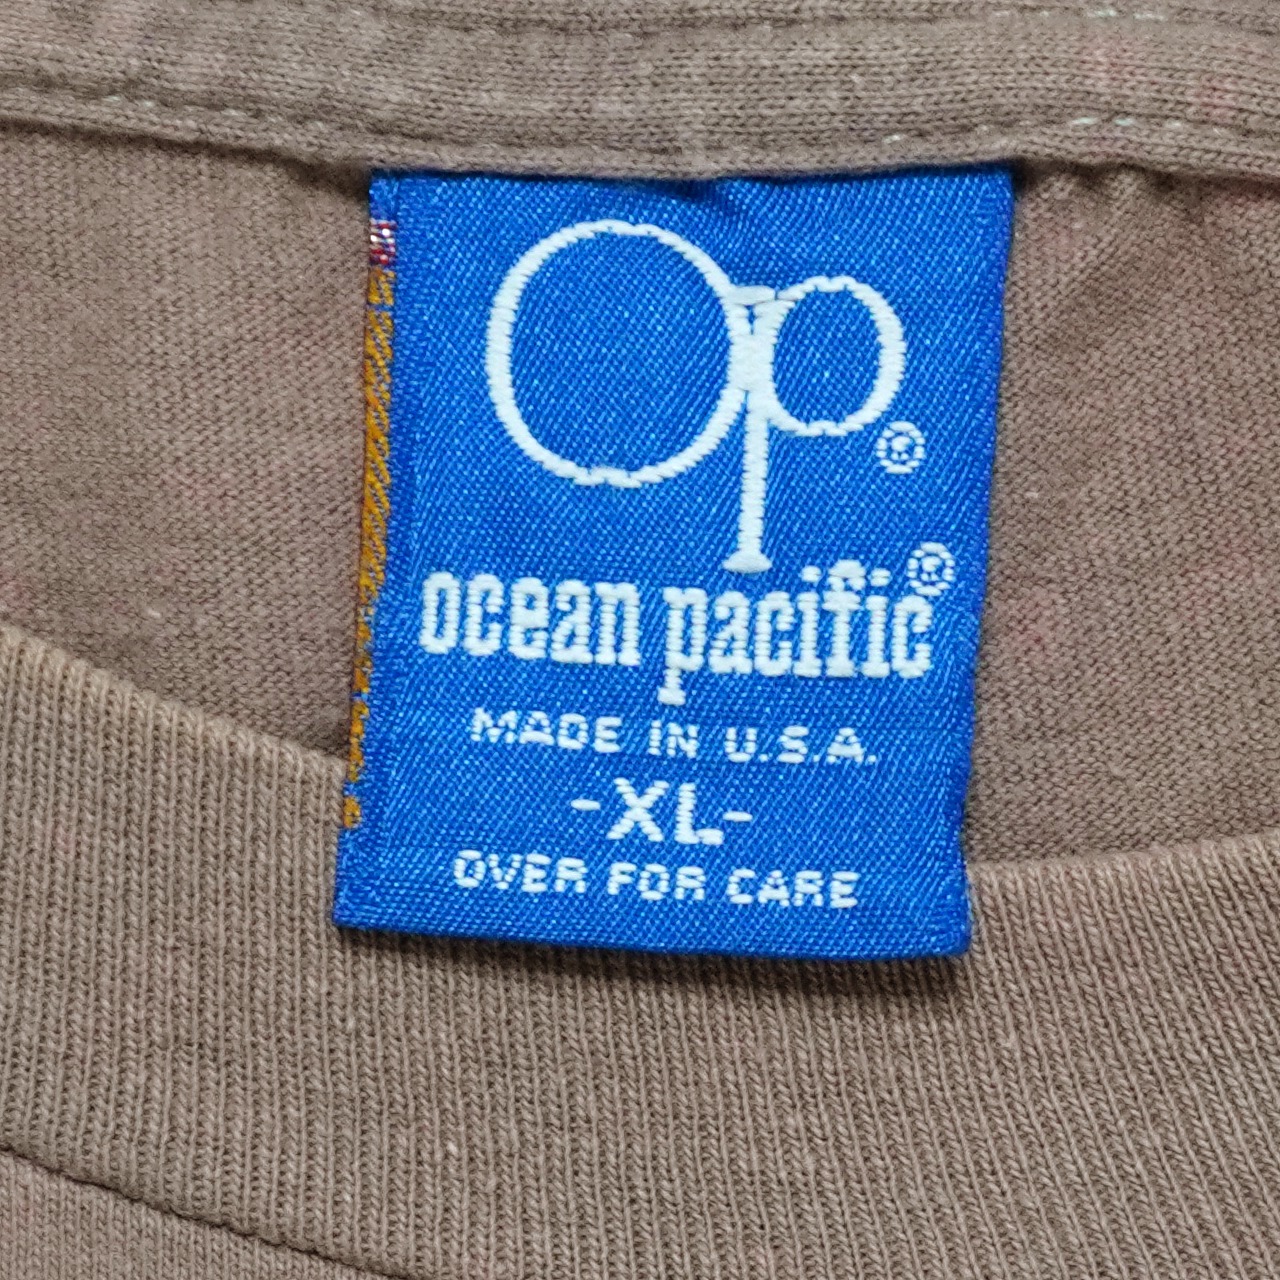 Op®
ocean pacific®
MADE IN U.S.A.
-XL-
OVER FOR CARE